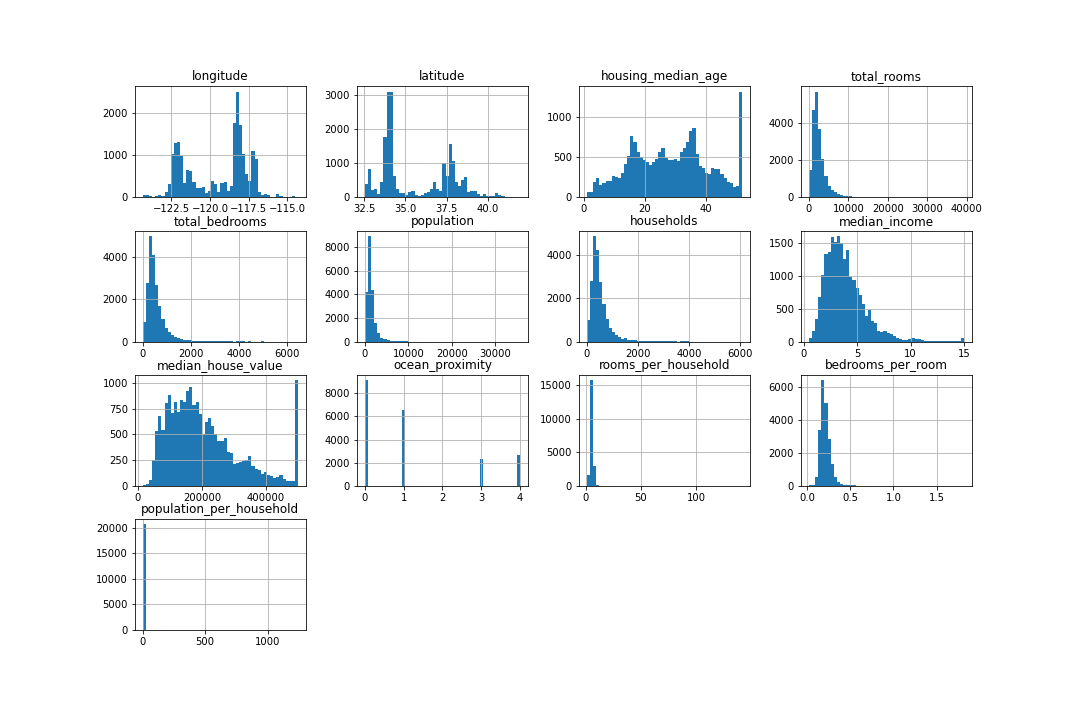 longitude
2000
1000
0
−122.5 −120.0 −117.5 −115.0
latitude
3000
2000
1000
0
32.5 35.0 37.5 40.0
housing_median_age
1000
500
0
0 20 40
total_rooms
4000
2000
0
0 10000 20000 30000 40000
total_bedrooms
4000
2000
0
0 2000 4000 6000
population
8000
6000
4000
2000
0
0 10000 20000 30000
households
4000
2000
0
0 2000 4000 6000
median_income
1500
1000
500
0
0 5 10 15
median_house_value
1000
750
500
250
0
0 200000 400000
ocean_proximity
8000
6000
4000
2000
0
0 1 2 3 4
rooms_per_household
15000
10000
5000
0
0 50 100
bedrooms_per_room
6000
4000
2000
0
0.0 0.5 1.0 1.5
population_per_household
20000
15000
10000
5000
0
0 500 1000